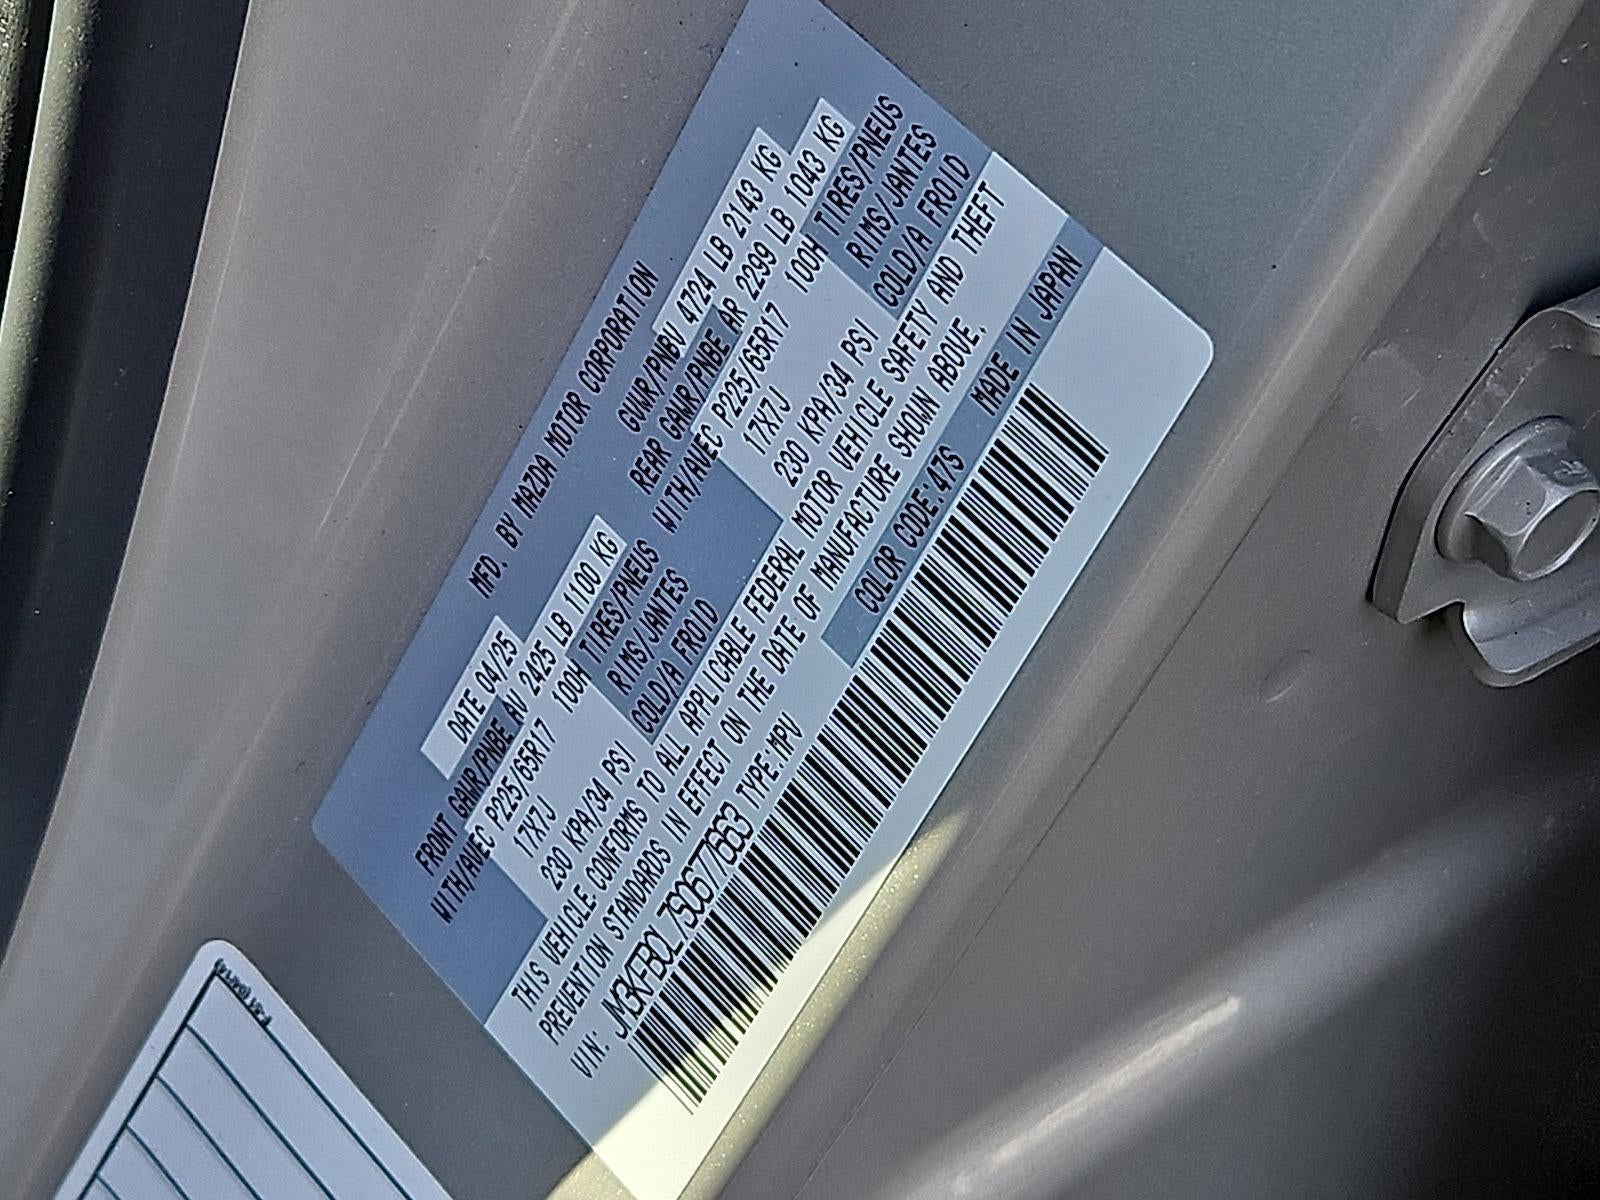 MFD. BY MAZDA MOTOR CORPORATION
DATE 04/25 GVWR/PNBV 4724 LB 2143 KG
FRONT GAWR/PNBE AV 2425 LB 1100 KG REAR GAWR/PNBE AR 2299 LB 1043 KG
WITH/AVEC P225/65R17 100H TIRES/PNEUS WITH/AVEC P225/65R17 100H TIRES/PNEUS
17X7J RIMS/JANTES 17X7J RIMS/JANTES
230 KPA/34 PSI COLD/A FROID 230 KPA/34 PSI COLD/A FROID
THIS VEHICLE CONFORMS TO ALL APPLICABLE FEDERAL MOTOR VEHICLE SAFETY AND THEFT
PREVENTION STANDARDS IN EFFECT ON THE DATE OF MANUFACTURE SHOWN ABOVE.
VIN: JM3KFBCL7S0677663 TYPE:MPV COLOR CODE:47S MADE IN JAPAN